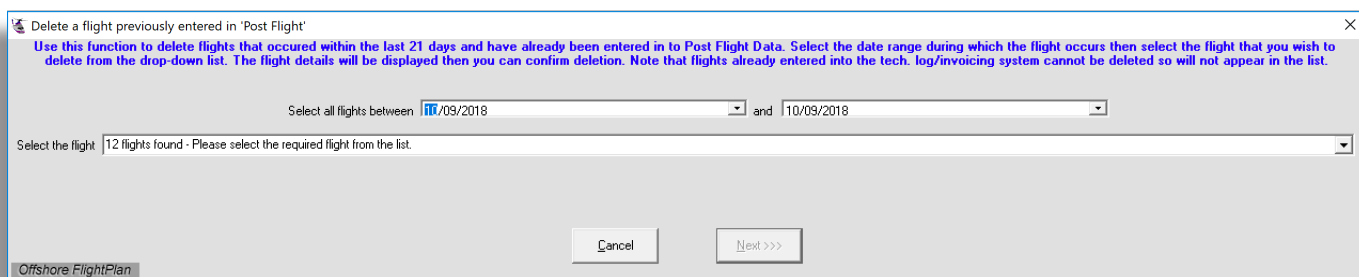 Delete a flight previously entered in 'Post Flight'
Use this function to delete flights that occured within the last 21 days and have already been entered in to Post Flight Data. Select the date range during which the flight occurs then select the flight that you wish to
delete from the drop-down list. The flight details will be displayed then you can confirm deletion. Note that flights already entered into the tech. log/invoicing system cannot be deleted so will not appear in the list.
Select all flights between 10/09/2018 and 10/09/2018
Select the flight 12 flights found - Please select the required flight from the list.
Cancel Next >>>
Offshore FlightPlan